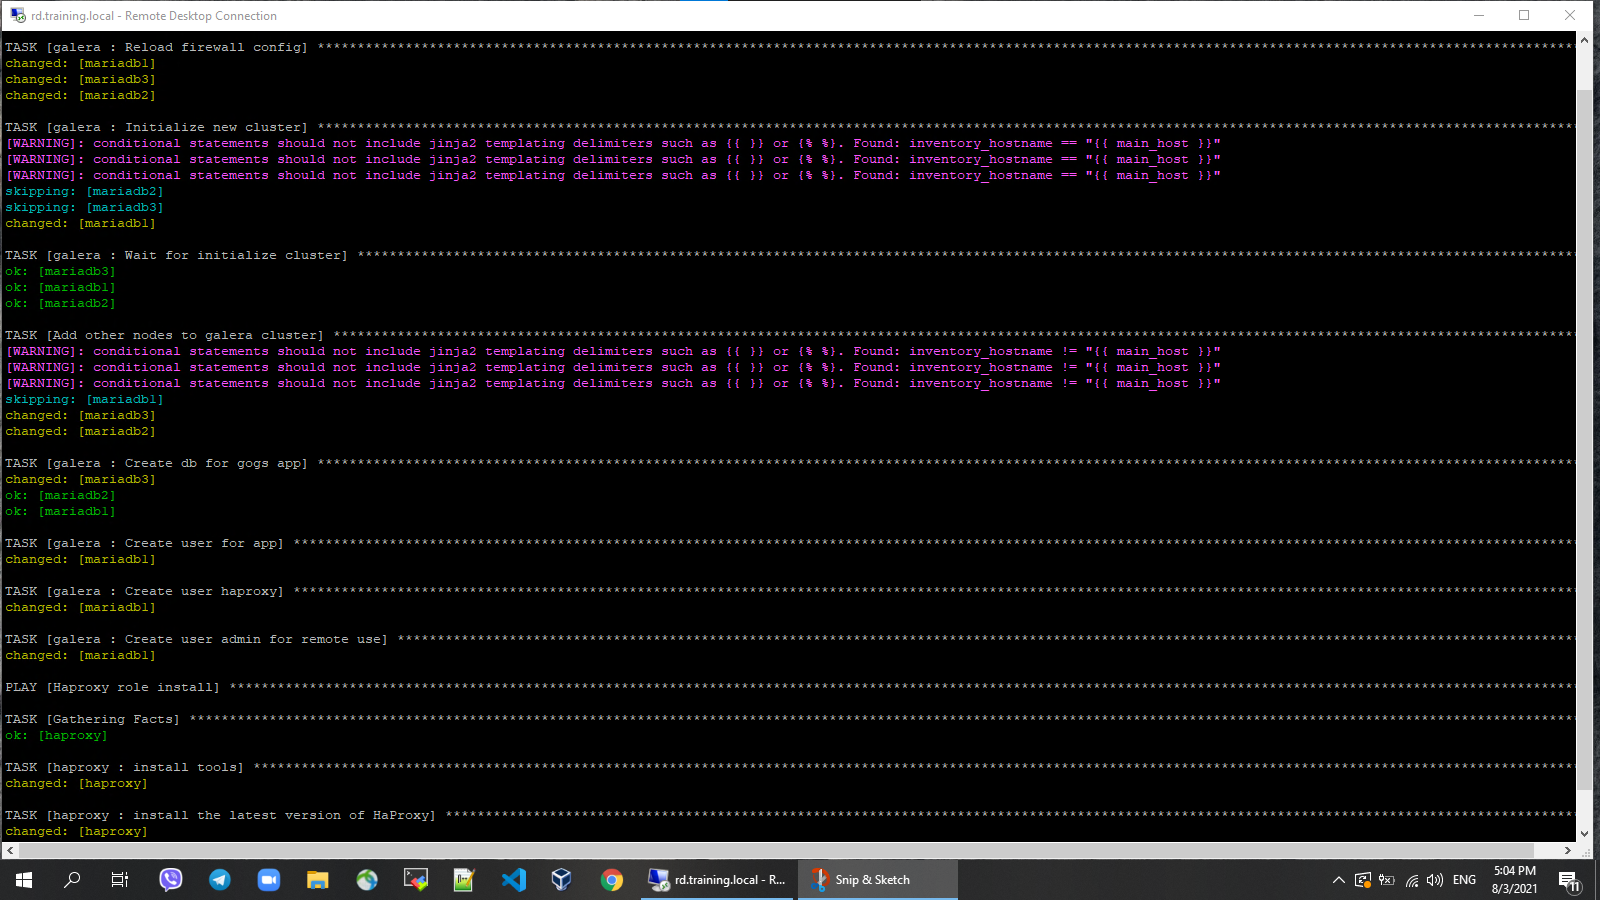 rd.training.local - Remote Desktop Connection
TASK [galera : Reload firewall config] ****************************************************************************************************************************************************************
changed: [mariadb1]
changed: [mariadb3]
changed: [mariadb2]
TASK [galera : Initialize new cluster] ****************************************************************************************************************************************************************
[WARNING]: conditional statements should not include jinja2 templating delimiters such as {{ }} or {% %}. Found: inventory_hostname == "{{ main_host }}"
[WARNING]: conditional statements should not include jinja2 templating delimiters such as {{ }} or {% %}. Found: inventory_hostname == "{{ main_host }}"
[WARNING]: conditional statements should not include jinja2 templating delimiters such as {{ }} or {% %}. Found: inventory_hostname == "{{ main_host }}"
skipping: [mariadb2]
skipping: [mariadb3]
changed: [mariadb1]
TASK [galera : Wait for initialize cluster] ***********************************************************************************************************************************************************
ok: [mariadb3]
ok: [mariadb1]
ok: [mariadb2]
TASK [Add other nodes to galera cluster] **************************************************************************************************************************************************************
[WARNING]: conditional statements should not include jinja2 templating delimiters such as {{ }} or {% %}. Found: inventory_hostname != "{{ main_host }}"
[WARNING]: conditional statements should not include jinja2 templating delimiters such as {{ }} or {% %}. Found: inventory_hostname != "{{ main_host }}"
[WARNING]: conditional statements should not include jinja2 templating delimiters such as {{ }} or {% %}. Found: inventory_hostname != "{{ main_host }}"
skipping: [mariadb1]
changed: [mariadb3]
changed: [mariadb2]
TASK [galera : Create db for gogs app] ****************************************************************************************************************************************************************
changed: [mariadb3]
ok: [mariadb2]
ok: [mariadb1]
TASK [galera : Create user for app] *******************************************************************************************************************************************************************
changed: [mariadb1]
TASK [galera : Create user haproxy] *******************************************************************************************************************************************************************
changed: [mariadb1]
TASK [galera : Create user admin for remote use] ******************************************************************************************************************************************************
changed: [mariadb1]
PLAY [Haproxy role install] ***************************************************************************************************************************************************************************
TASK [Gathering Facts] ********************************************************************************************************************************************************************************
ok: [haproxy]
TASK [haproxy : install tools] ************************************************************************************************************************************************************************
changed: [haproxy]
TASK [haproxy : install the latest version of HaProxy] ************************************************************************************************************************************************
changed: [haproxy]
rd.training.local - R...
Snip & Sketch
ENG
5:04 PM
8/3/2021
11